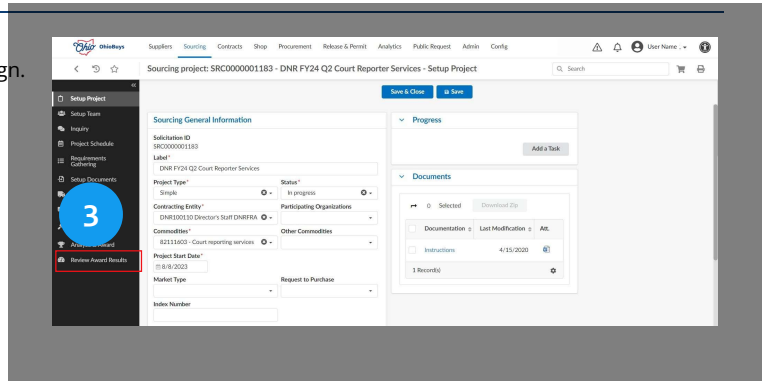 gn.
Ohio OhioBuys Suppliers Sourcing Contracts Shop Procurement Release & Permit Analytics Public Request Admin Config User Name .
Sourcing project: SRC0000001183 - DNR FY24 Q2 Court Reporter Services - Setup Project Search
Save & Close Save
Setup Project
Setup Team
Inquiry
Project Schedule
Requirements
Gathering
Setup Documents
3
Award
Review Award Results
Sourcing General Information
Solicitation ID
SRC0000001183
Label*
DNR FY24 Q2 Court Reporter Services
Project Type* Status*
Simple In progress
Contracting Entity* Participating Organizations
DNR100110 Director's Staff DNRFRA
Commodities* Other Commodities
82111603 - Court reporting services
Project Start Date*
8/8/2023
Market Type Request to Purchase
Index Number
Progress
Add a Task
Documents
0 Selected Download Zip
Documentation Last Modification Att.
Instructions 4/15/2020
1 Record(s)